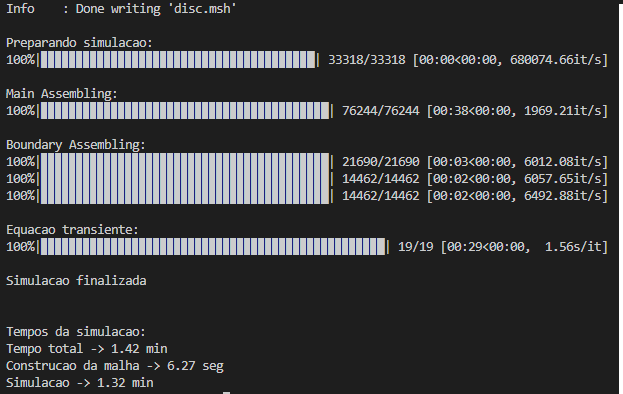 Info    : Done writing 'disc.msh'
Preparando simulacao:
100%| 33318/33318 [00:00<00:00, 680074.66it/s]
Main Assembling:
100%| 76244/76244 [00:38<00:00, 1969.21it/s]
Boundary Assembling:
100%| 21690/21690 [00:03<00:00, 6012.08it/s]
100%| 14462/14462 [00:02<00:00, 6057.65it/s]
100%| 14462/14462 [00:02<00:00, 6492.88it/s]
Equacao transiente:
100%| 19/19 [00:29<00:00,  1.56s/it]
Simulacao finalizada
Tempos da simulacao:
Tempo total -> 1.42 min
Construcao da malha -> 6.27 seg
Simulacao -> 1.32 min